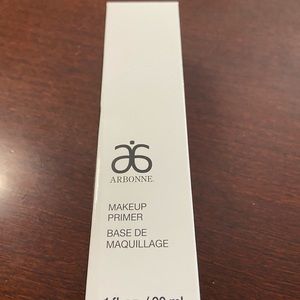 ARBONNE
MAKEUP
PRIMER
BASE DE
MAQUILLAGE